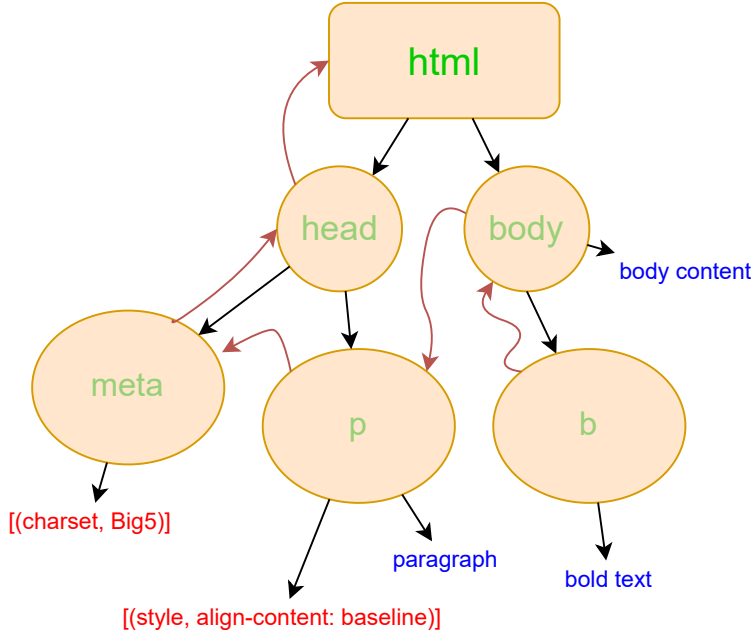 html
head
body
body content
meta
p
b
[(charset, Big5)]
paragraph
bold text
[(style, align-content: baseline)]